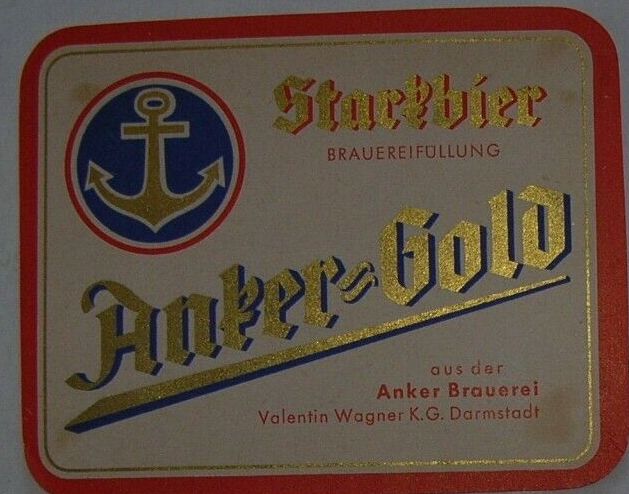 Starkbier
BRAUEREIFÜLLUNG
Anker=Gold
aus der
Anker Brauerei
Valentin Wagner K.G. Darmstadt